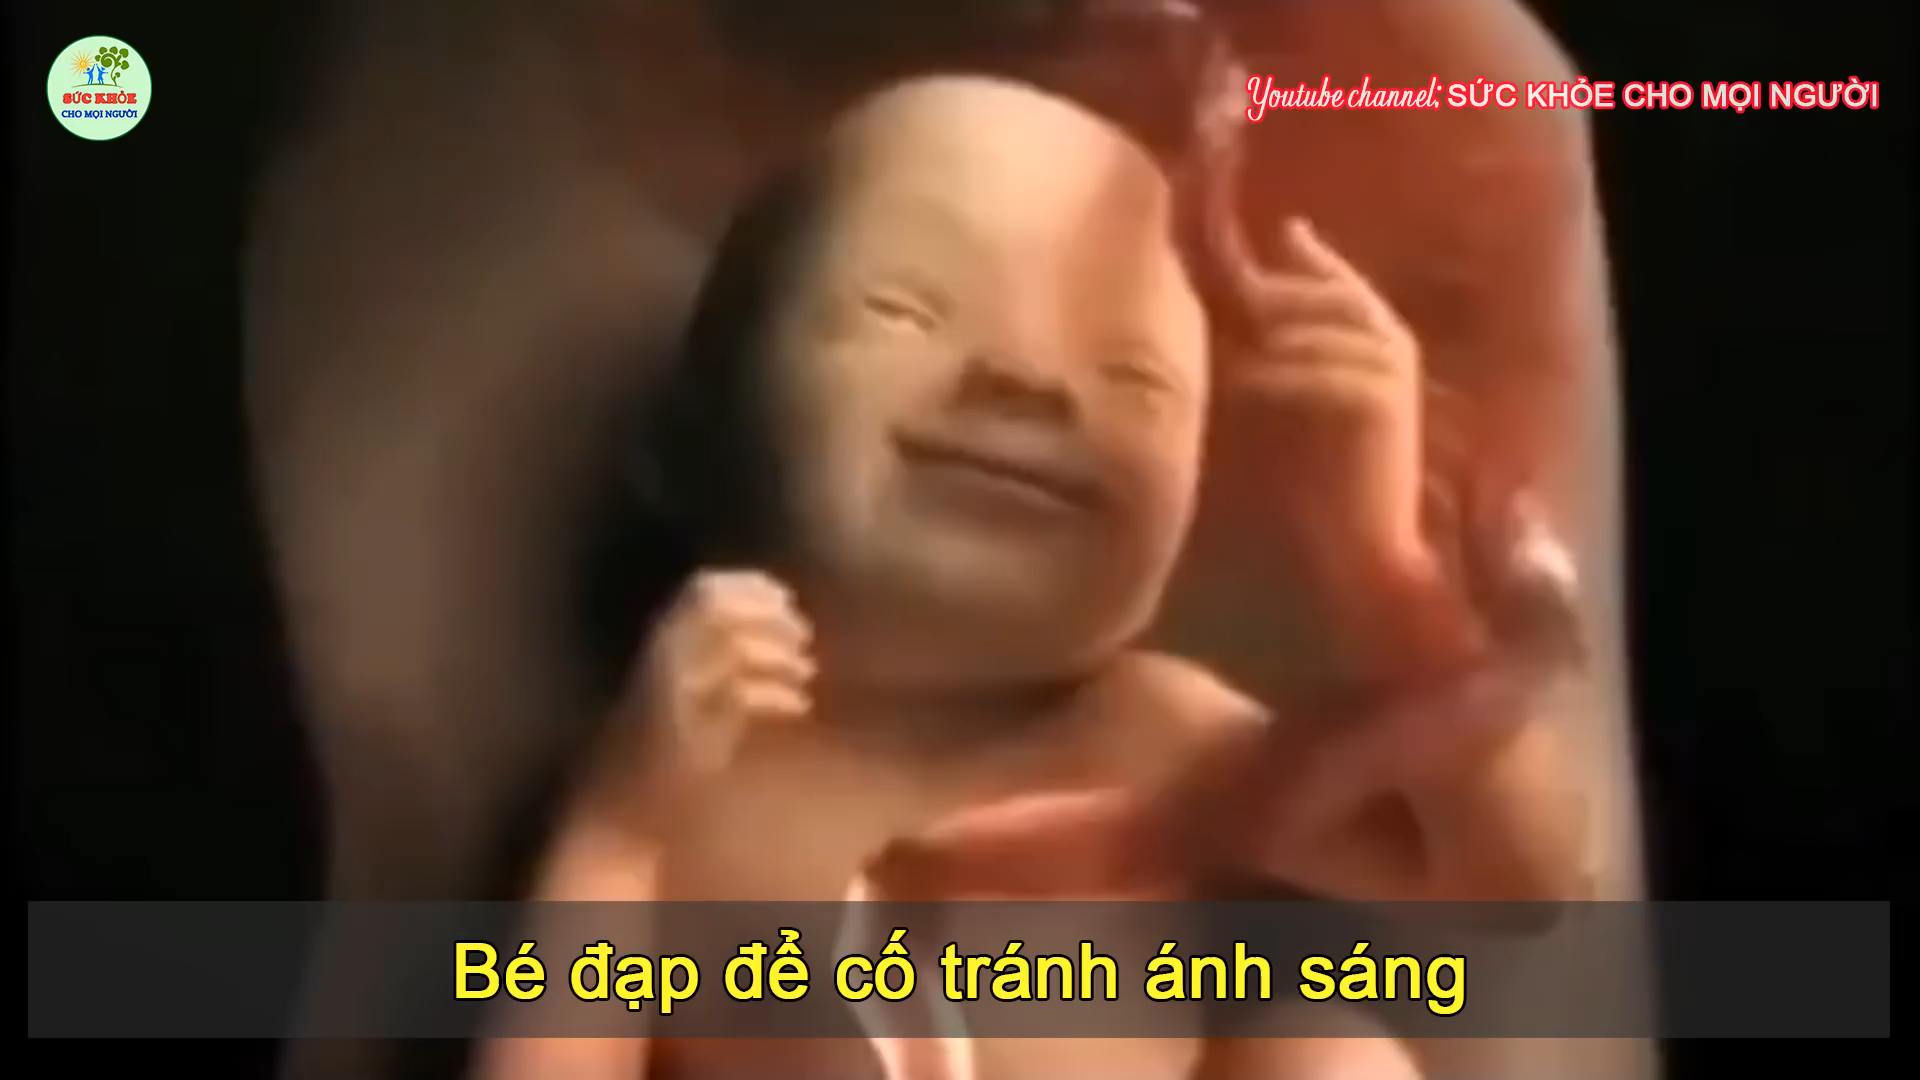 SỨC KHỎE
CHO MỌI NGƯỜI
Youtube channel: SỨC KHỎE CHO MỌI NGƯỜI
Bé đạp để cố tránh ánh sáng